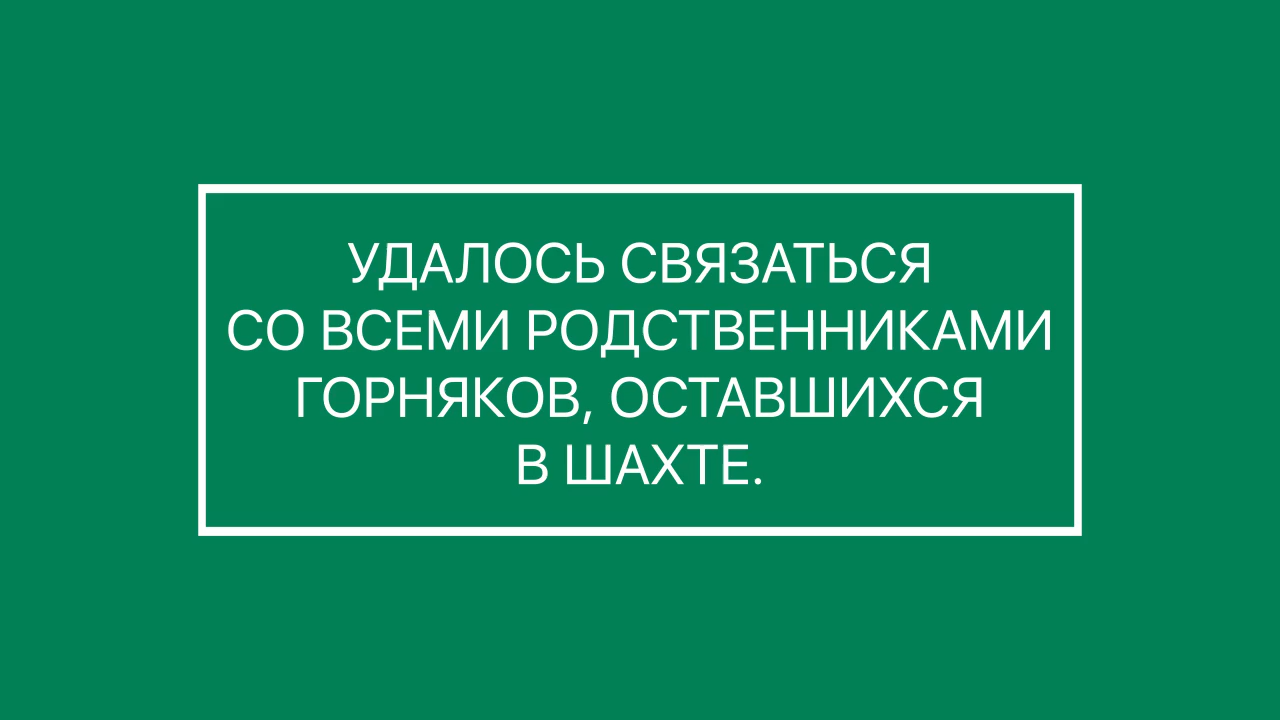 УДАЛОСЬ СВЯЗАТЬСЯ
СО ВСЕМИ РОДСТВЕННИКАМИ
ГОРНЯКОВ, ОСТАВШИХСЯ
В ШАХТЕ.